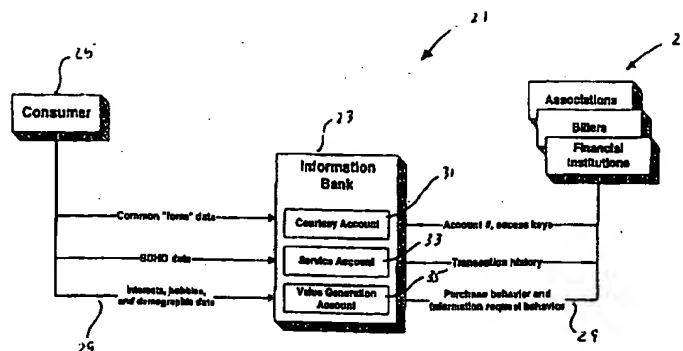 21
25
2
Consumer
Associations
Billers
Financial
Institutions
23
Information
Bank
31
Common "form" data
Courtesy Account
Account #, access keys
33
SOHO data
Service Account
Transaction history
35
Interests, hobbies,
and demographic data
Value Generation
Account
Purchase behavior and
information request behavior
29
29